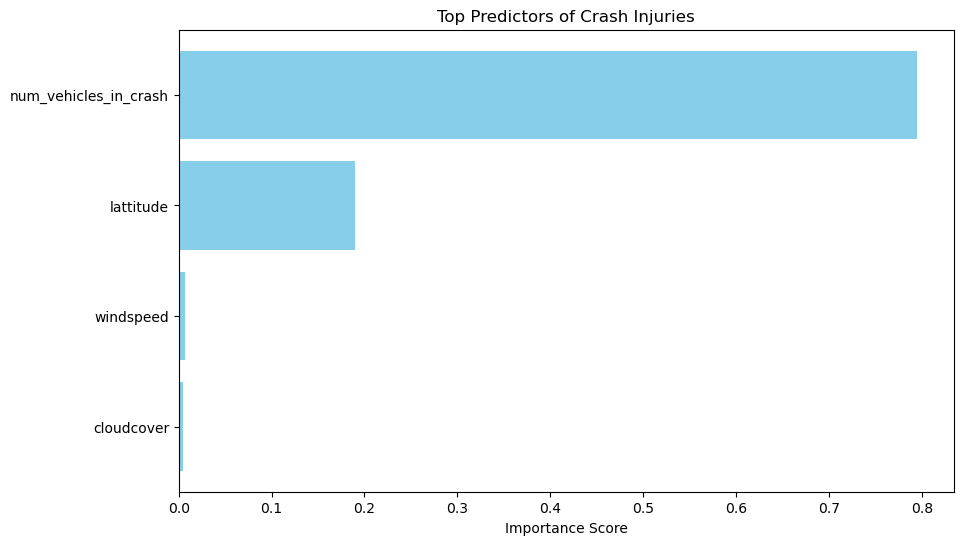 Top Predictors of Crash Injuries
num_vehicles_in_crash
lattitude
windspeed
cloudcover
0.0 0.1 0.2 0.3 0.4 0.5 0.6 0.7 0.8
Importance Score